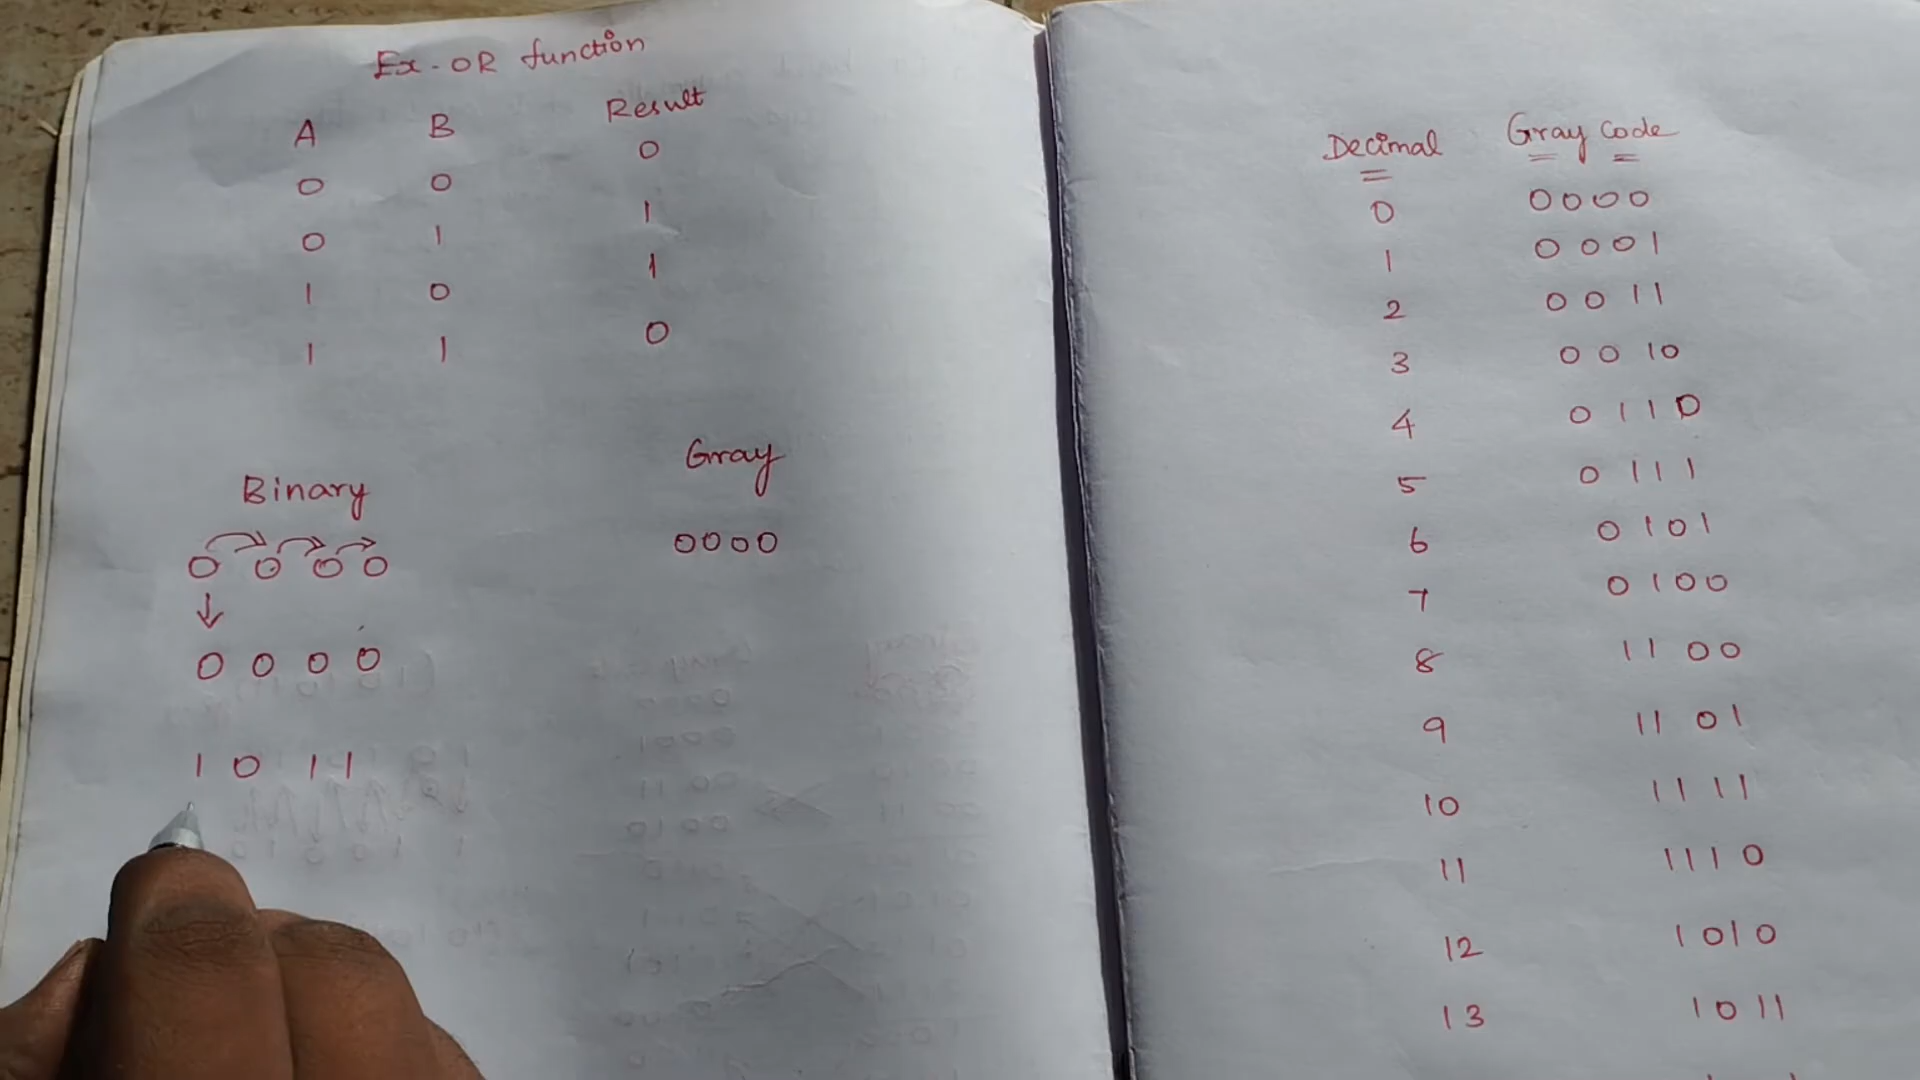 Ex-OR function
A B Result
0 0 0
0 1 1
1 0 1
1 1 0
Binary Gray
0 0 0 0 0000
0 0 0 0
1 0 1 1
Decimal Gray code
0 0000
1 0001
2 0011
3 0010
4 0110
5 0111
6 0101
7 0100
8 1100
9 1101
10 1111
11 1110
12 1010
13 1011